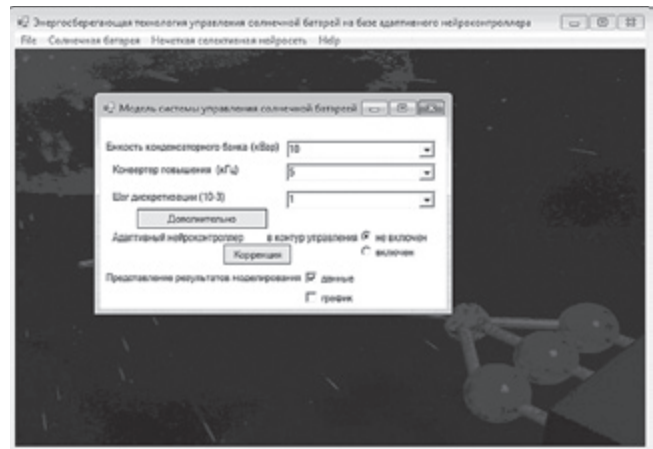 Энергосберегающая технология управления солнечной батарей на базе адаптивного нейроконтроллера
File Солнечная батарея Нечеткая селективная нейросеть Help
Модель системы управления солнечной батареей
Емкость конденсаторного банка (кВар) 10
Конвертер повышения (кГц) 5
Шаг дискретизации (10-3) 1
Дополнительно
Адаптивный нейроконтроллер в контур управления не включен
Коррекция включен
Представление результатов моделирования данные
график